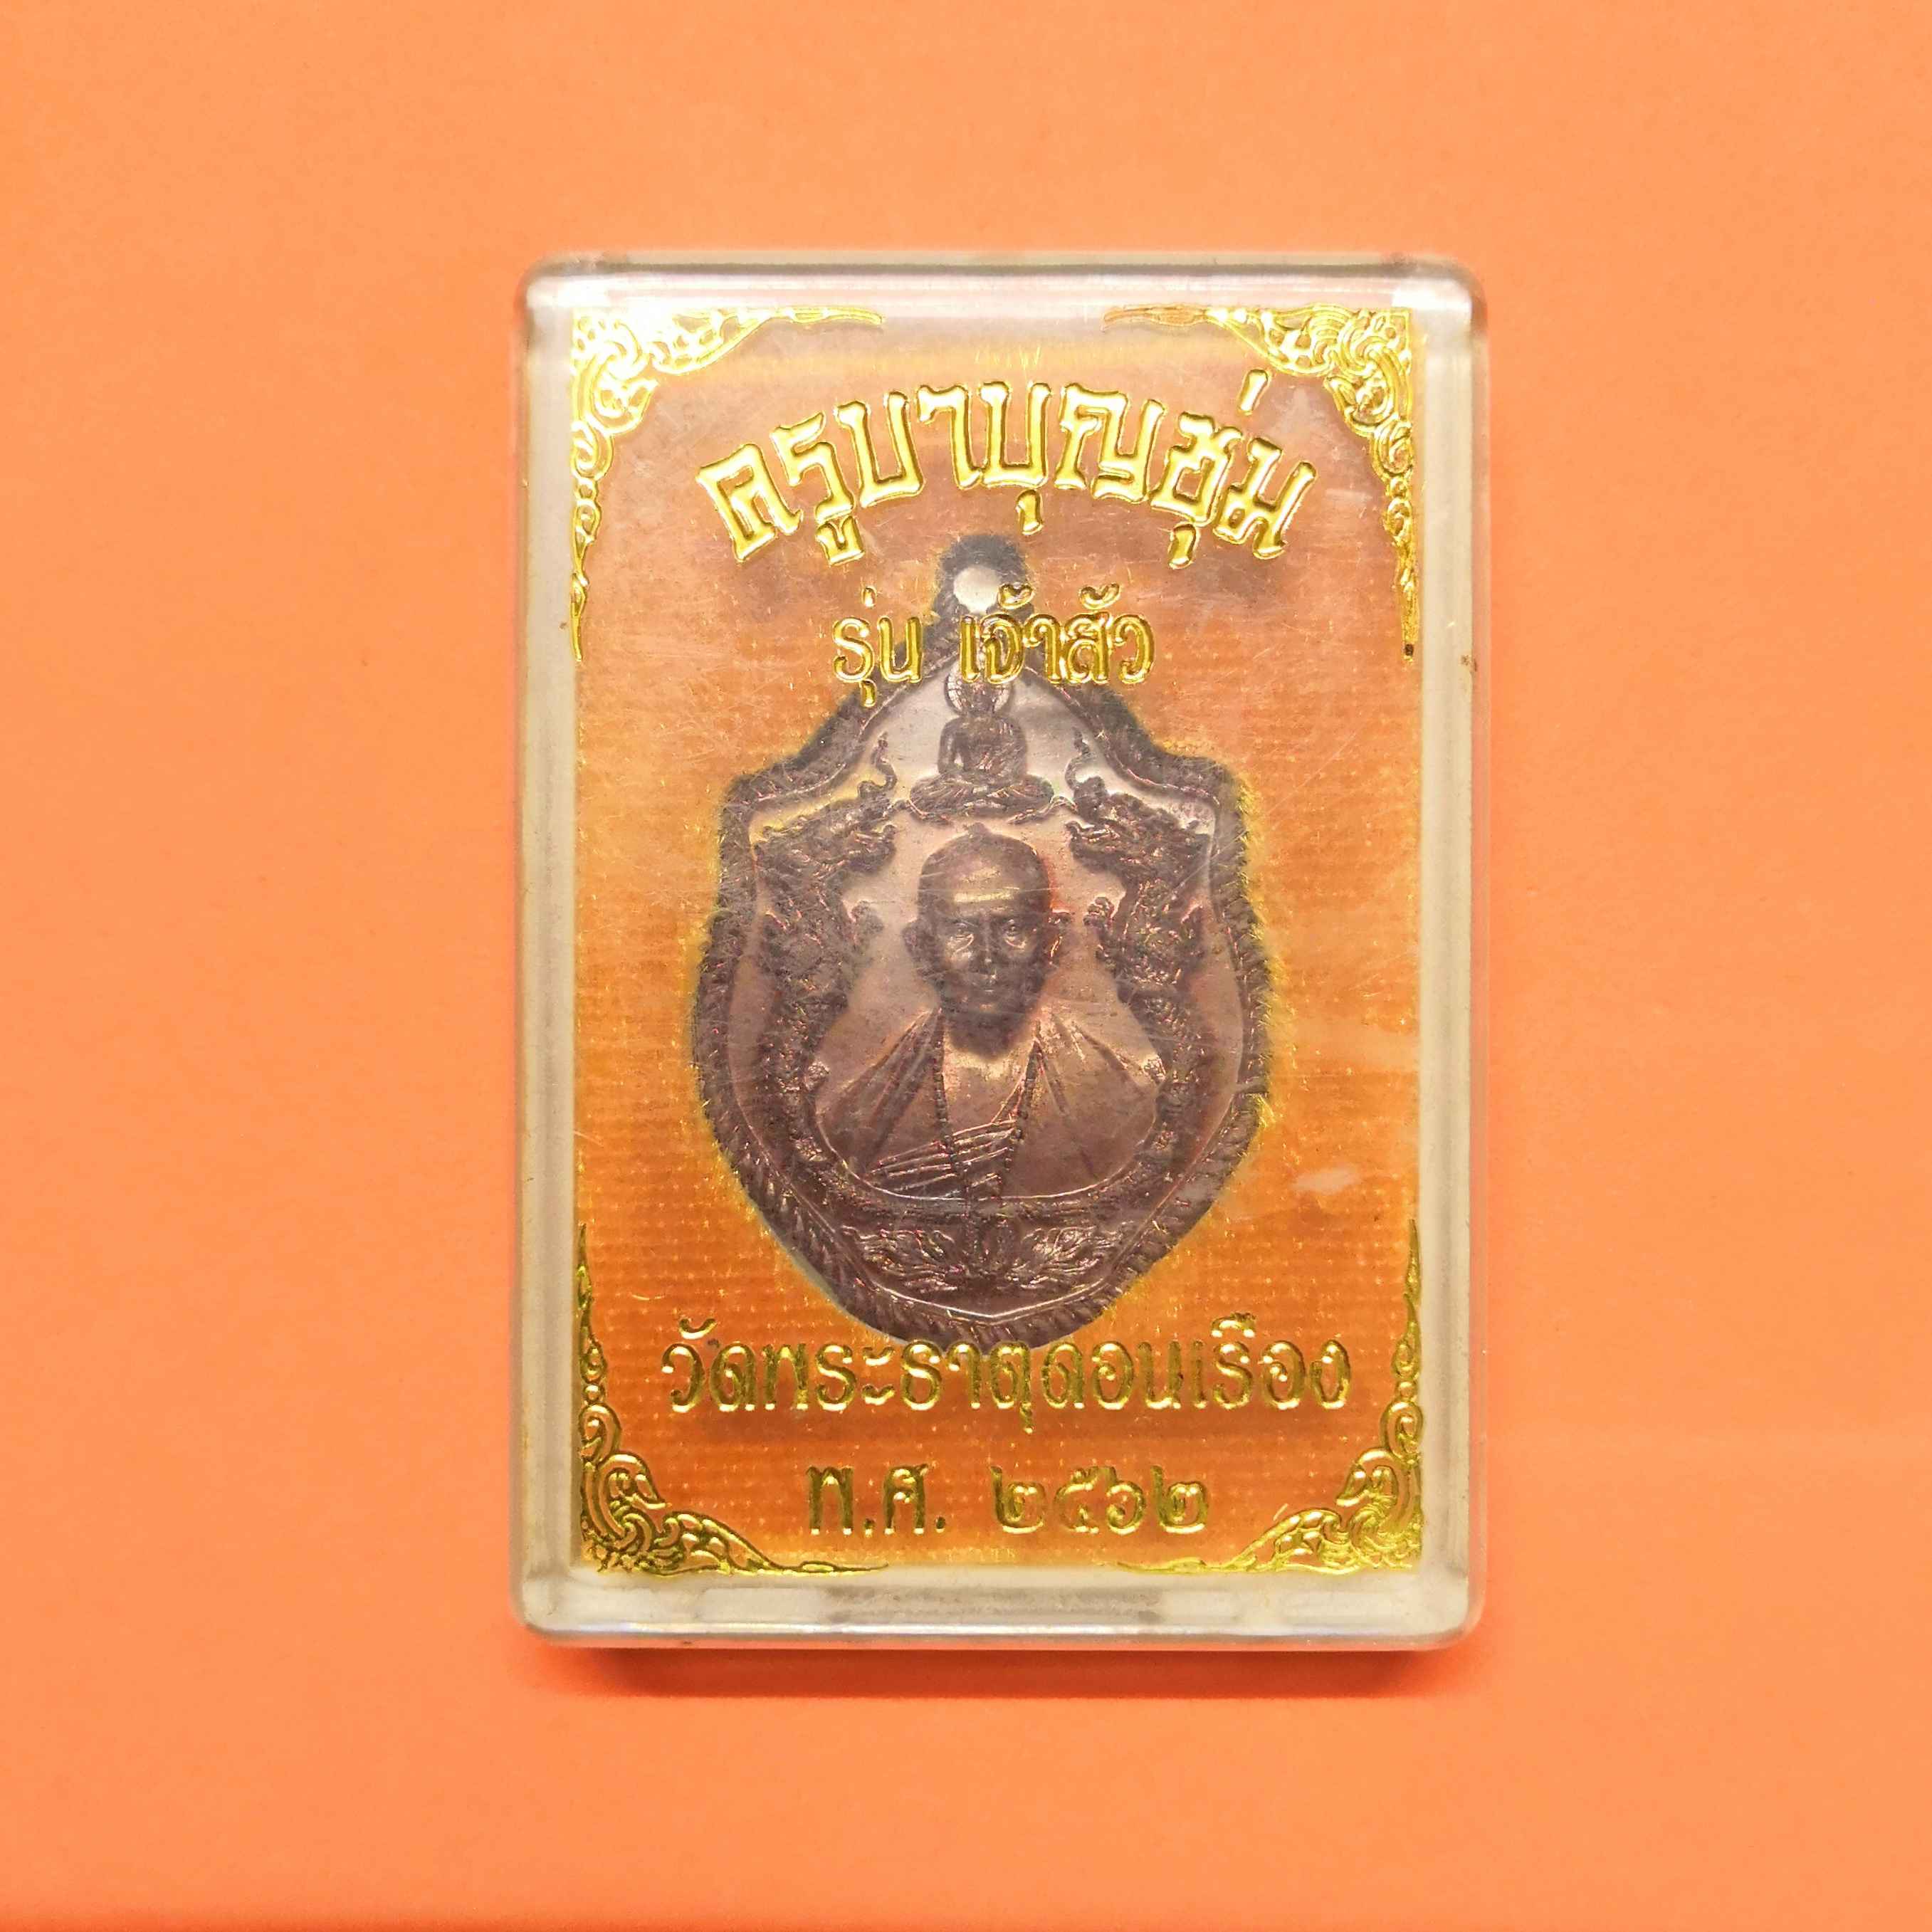 ครูบาบุญชุ่ม
รุ่น เจ้าสัว
วัดพระธาตุดอนเรือง
พ.ศ. ๒๕๖๒